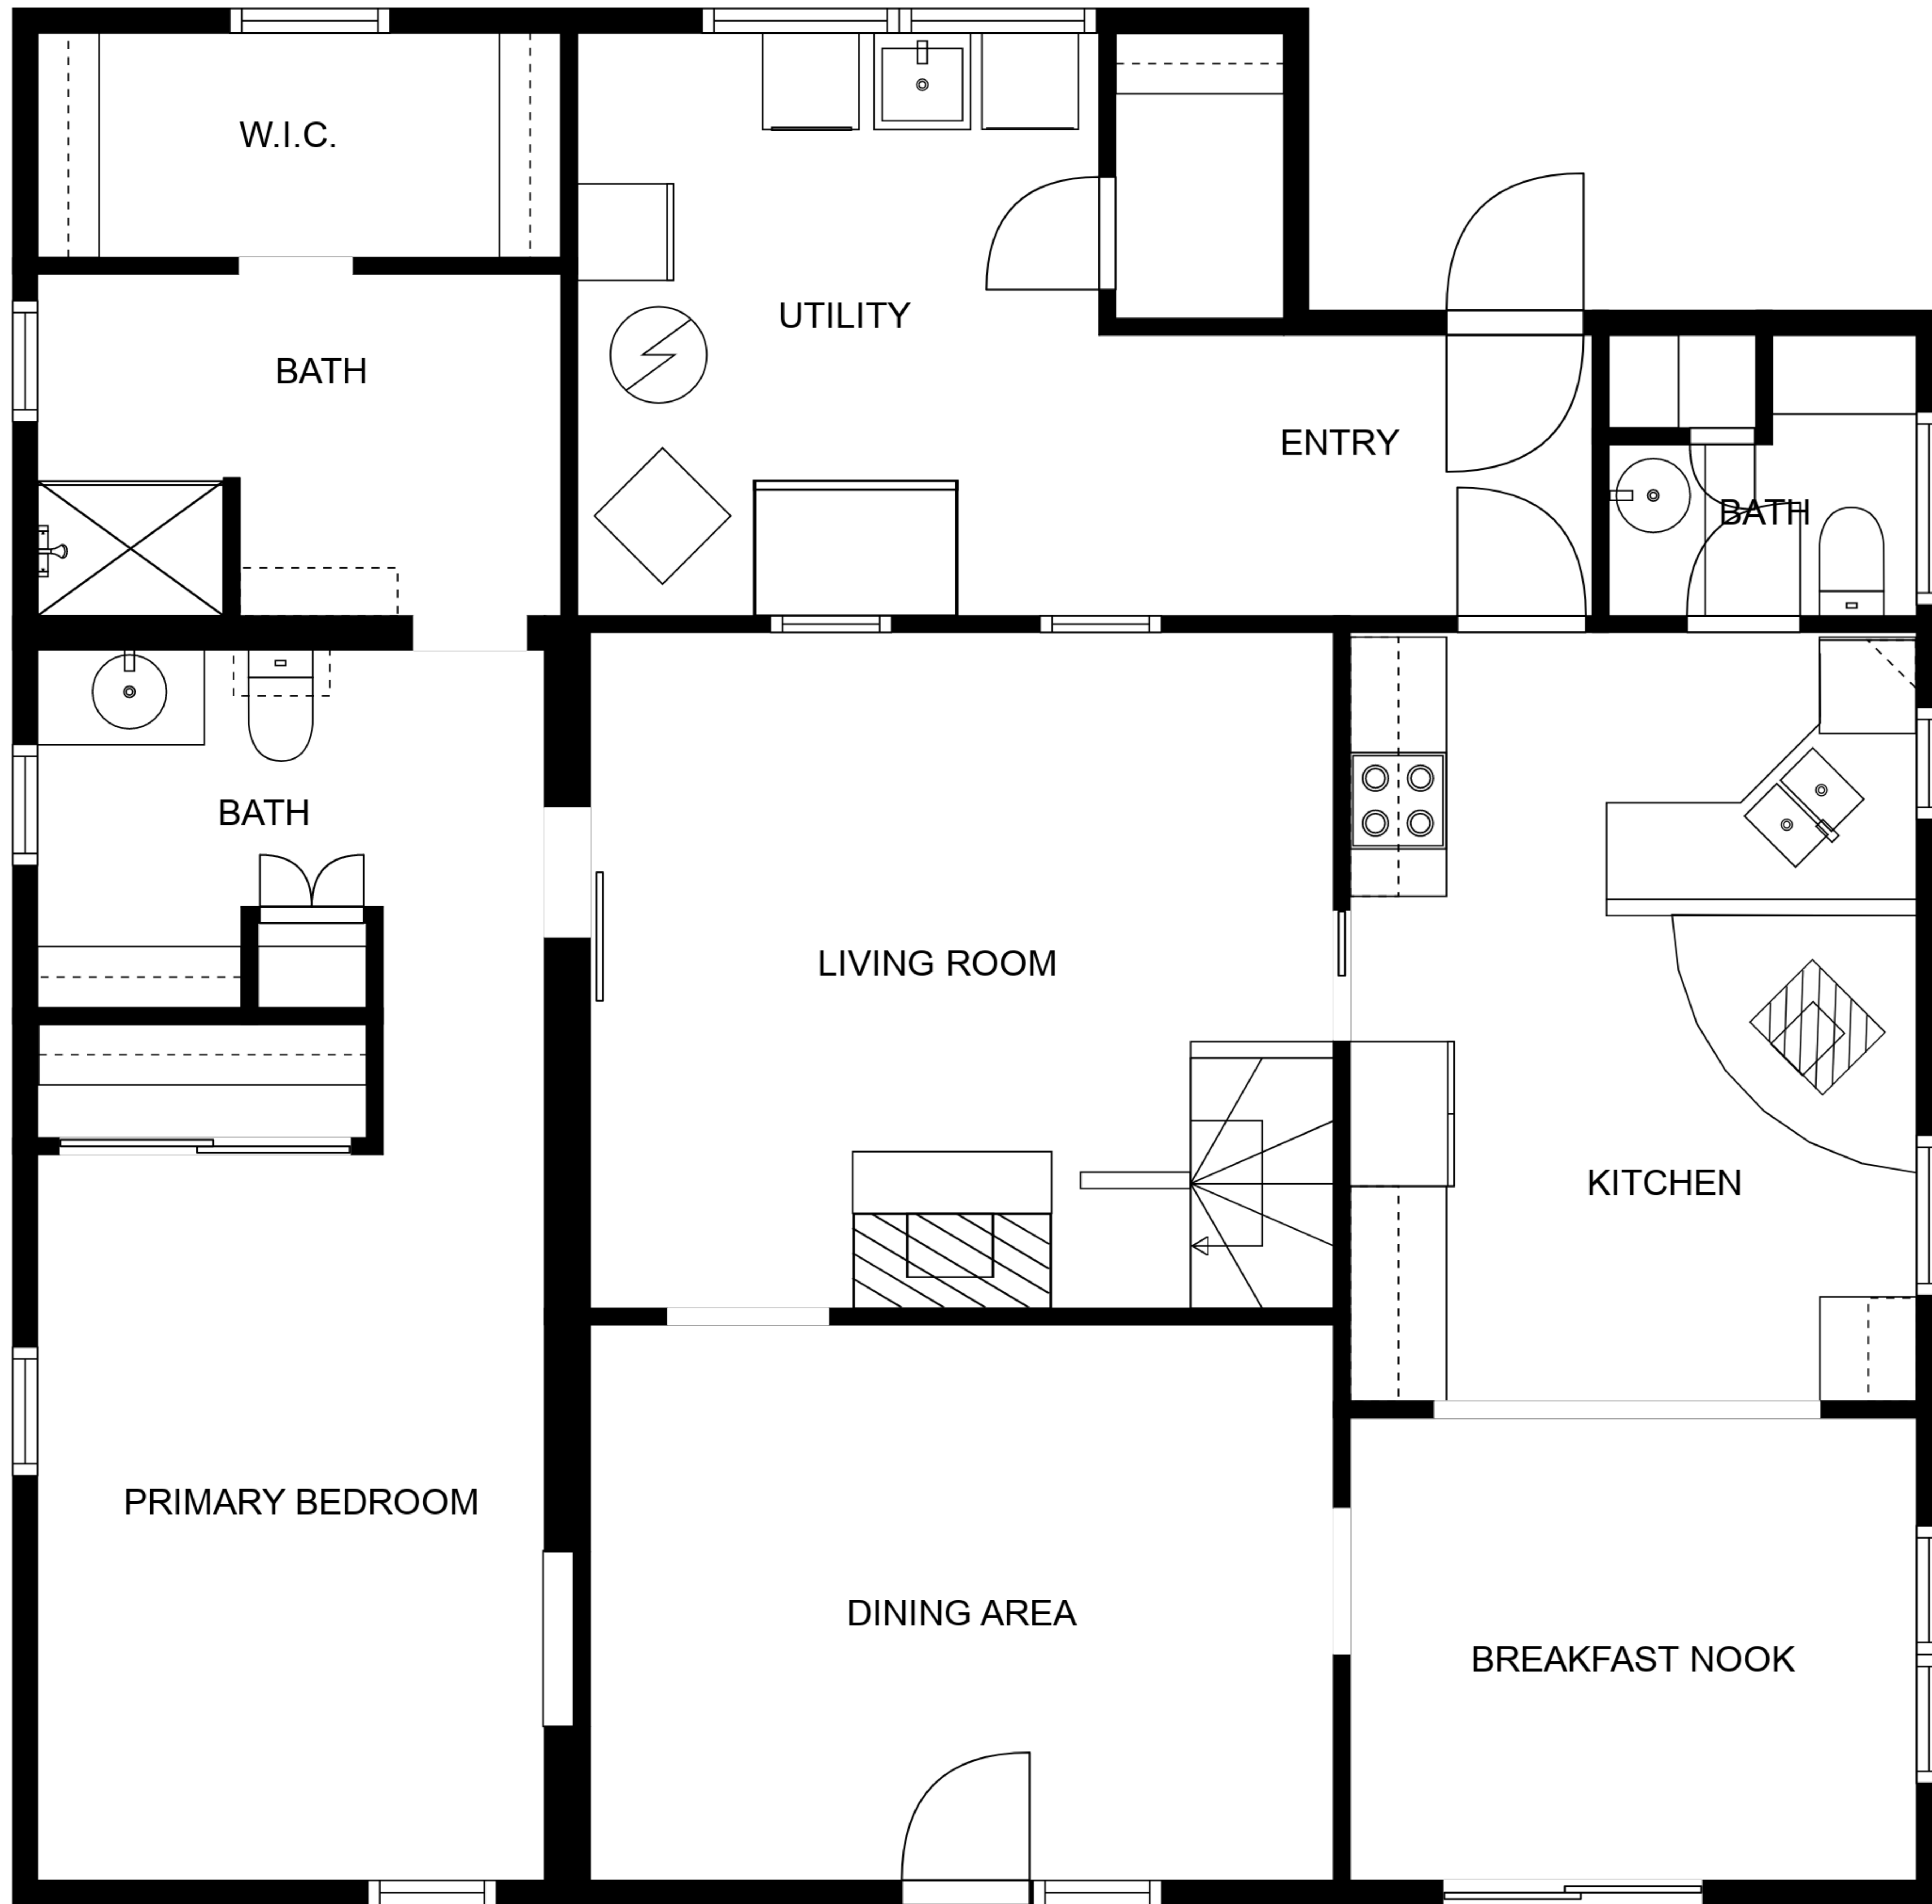 W.I.C.
UTILITY
BATH
ENTRY
BATH
BATH
LIVING ROOM
KITCHEN
PRIMARY BEDROOM
DINING AREA
BREAKFAST NOOK